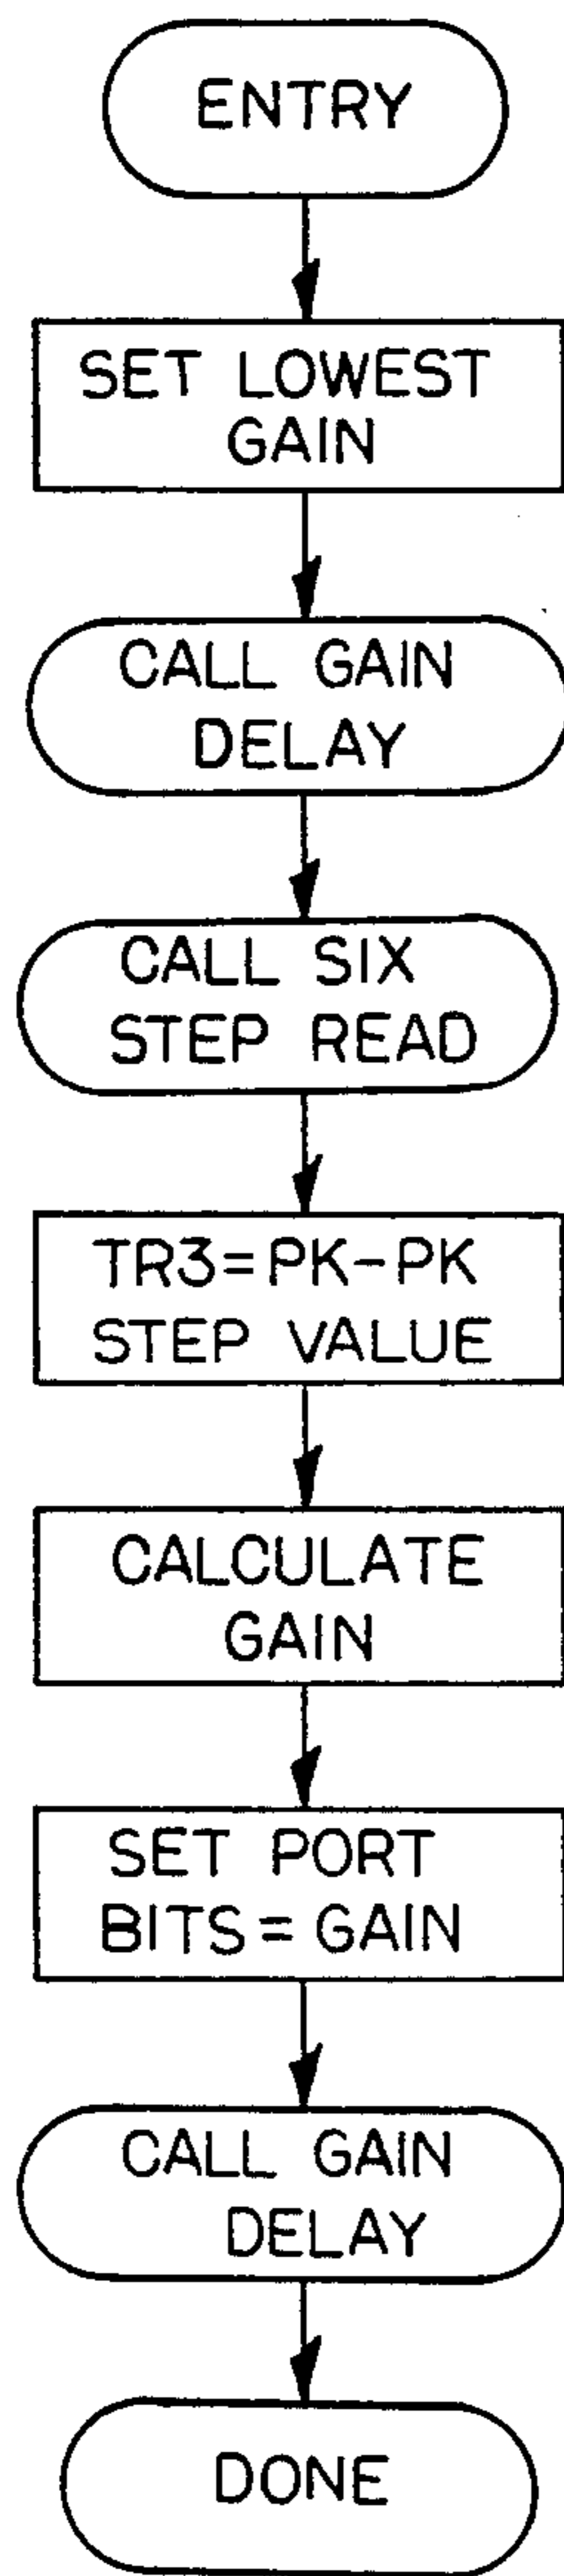 ENTRY
SET LOWEST
GAIN
CALL GAIN
DELAY
CALL SIX
STEP READ
TR3=PK-PK
STEP VALUE
CALCULATE
GAIN
SET PORT
BITS=GAIN
CALL GAIN
DELAY
DONE